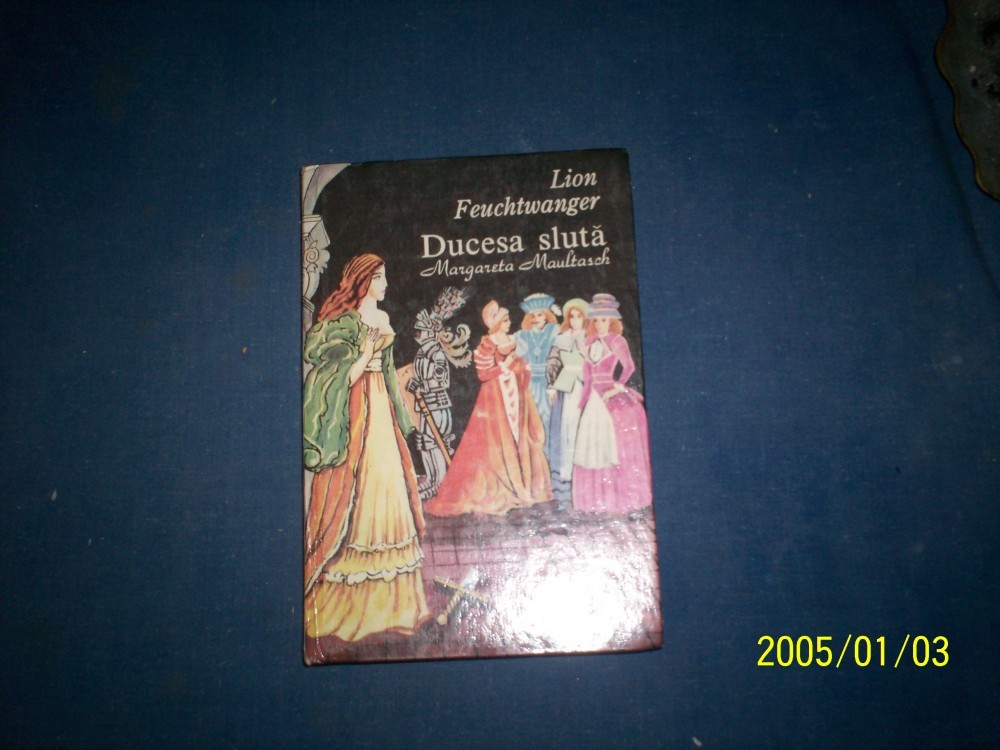 Lion
Feuchtwanger
Ducesa slută
Margareta Maultasch
2005/01/03